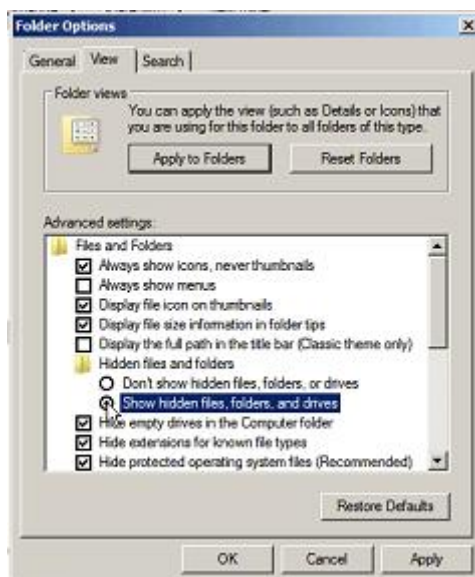 Folder Options
General View Search
Folder views
You can apply the view (such as Details or Icons) that
you are using for this folder to all folders of this type.
Apply to Folders Reset Folders
Advanced settings:
Files and Folders
Always show icons, never thumbnails
Always show menus
Display file icon on thumbnails
Display file size information in folder tips
Display the full path in the title bar (Classic theme only)
Hidden files and folders
Don't show hidden files, folders, or drives
Show hidden files, folders, and drives
Hide empty drives in the Computer folder
Hide extensions for known file types
Hide protected operating system files (Recommended)
Restore Defaults
OK Cancel Apply